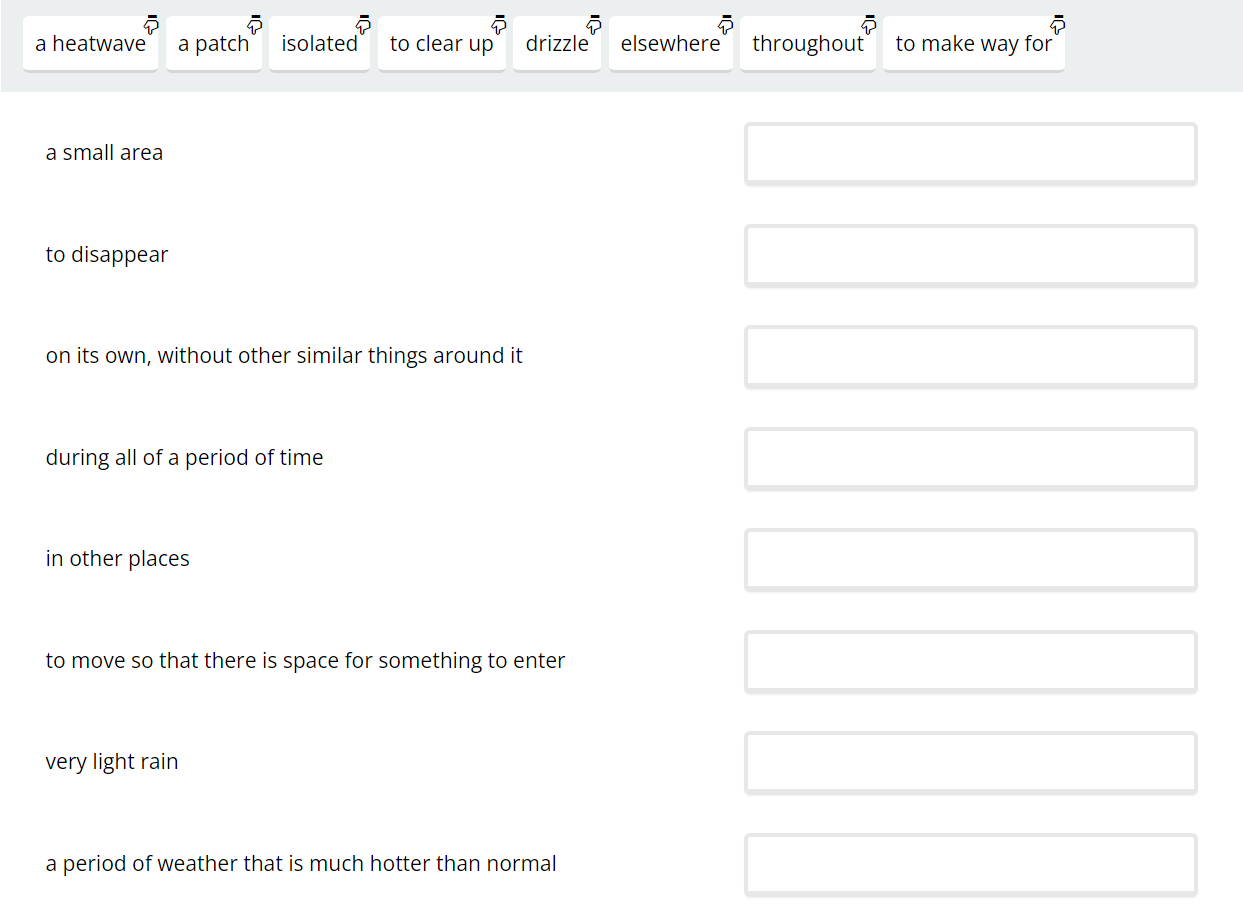 a heatwave a patch isolated to clear up drizzle elsewhere throughout to make way for
a small area
to disappear
on its own, without other similar things around it
during all of a period of time
in other places
to move so that there is space for something to enter
very light rain
a period of weather that is much hotter than normal